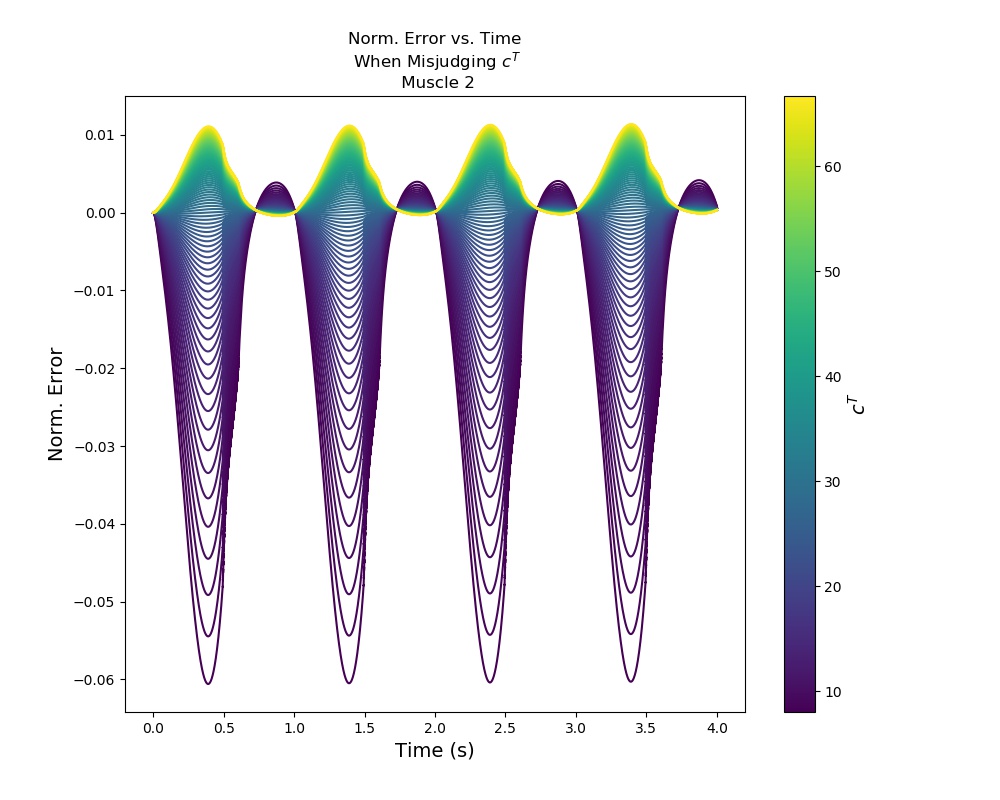 Norm. Error vs. Time
When Misjudging c^T
Muscle 2
Norm. Error
0.01
0.00
−0.01
−0.02
−0.03
−0.04
−0.05
−0.06
0.0 0.5 1.0 1.5 2.0 2.5 3.0 3.5 4.0
Time (s)
60
50
40
30
20
10
c^T